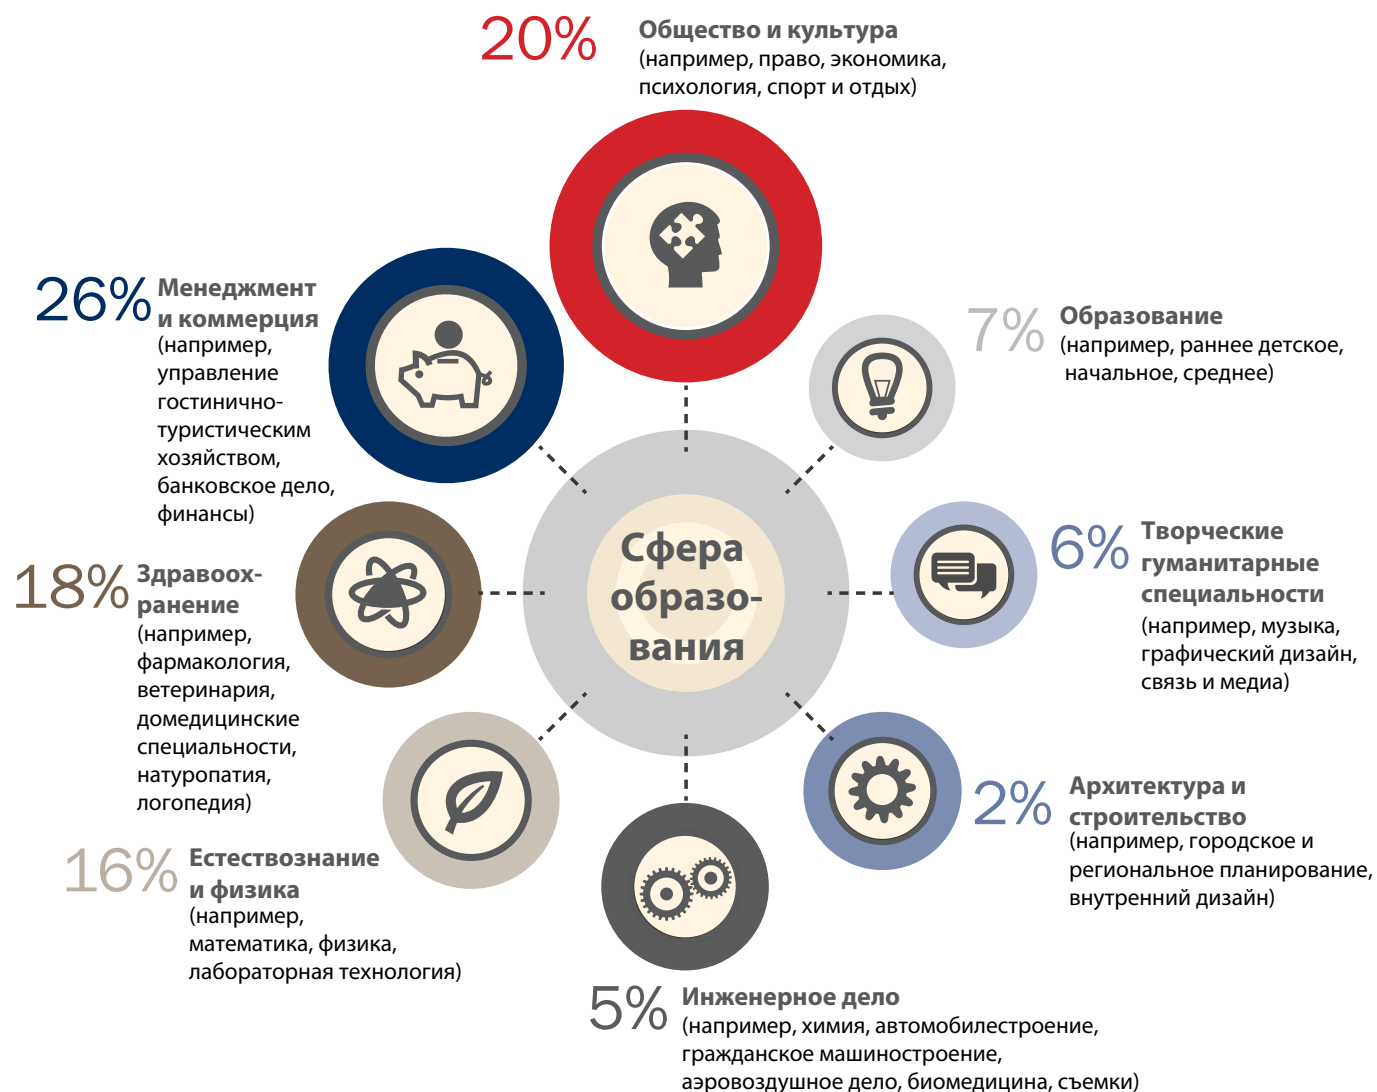 20%
Общество и культура
(например, право, экономика,
психология, спорт и отдых)
26%
Менеджмент
и коммерция
(например,
управление
гостинично-
туристическим
хозяйством,
банковское дело,
финансы)
7%
Образование
(например, раннее детское,
начальное, среднее)
18%
Здравоох-
ранение
(например,
фармакология,
ветеринария,
домедицинские
специальности,
натуропатия,
логопедия)
Сфера
образо-
вания
6%
Творческие
гуманитарные
специальности
(например, музыка,
графический дизайн,
связь и медиа)
16%
Естествознание
и физика
(например,
математика, физика,
лабораторная технология)
2%
Архитектура и
строительство
(например, городское и
региональное планирование,
внутренний дизайн)
5%
Инженерное дело
(например, химия, автомобилестроение,
гражданское машиностроение,
аэровоздушное дело, биомедицина, съемки)